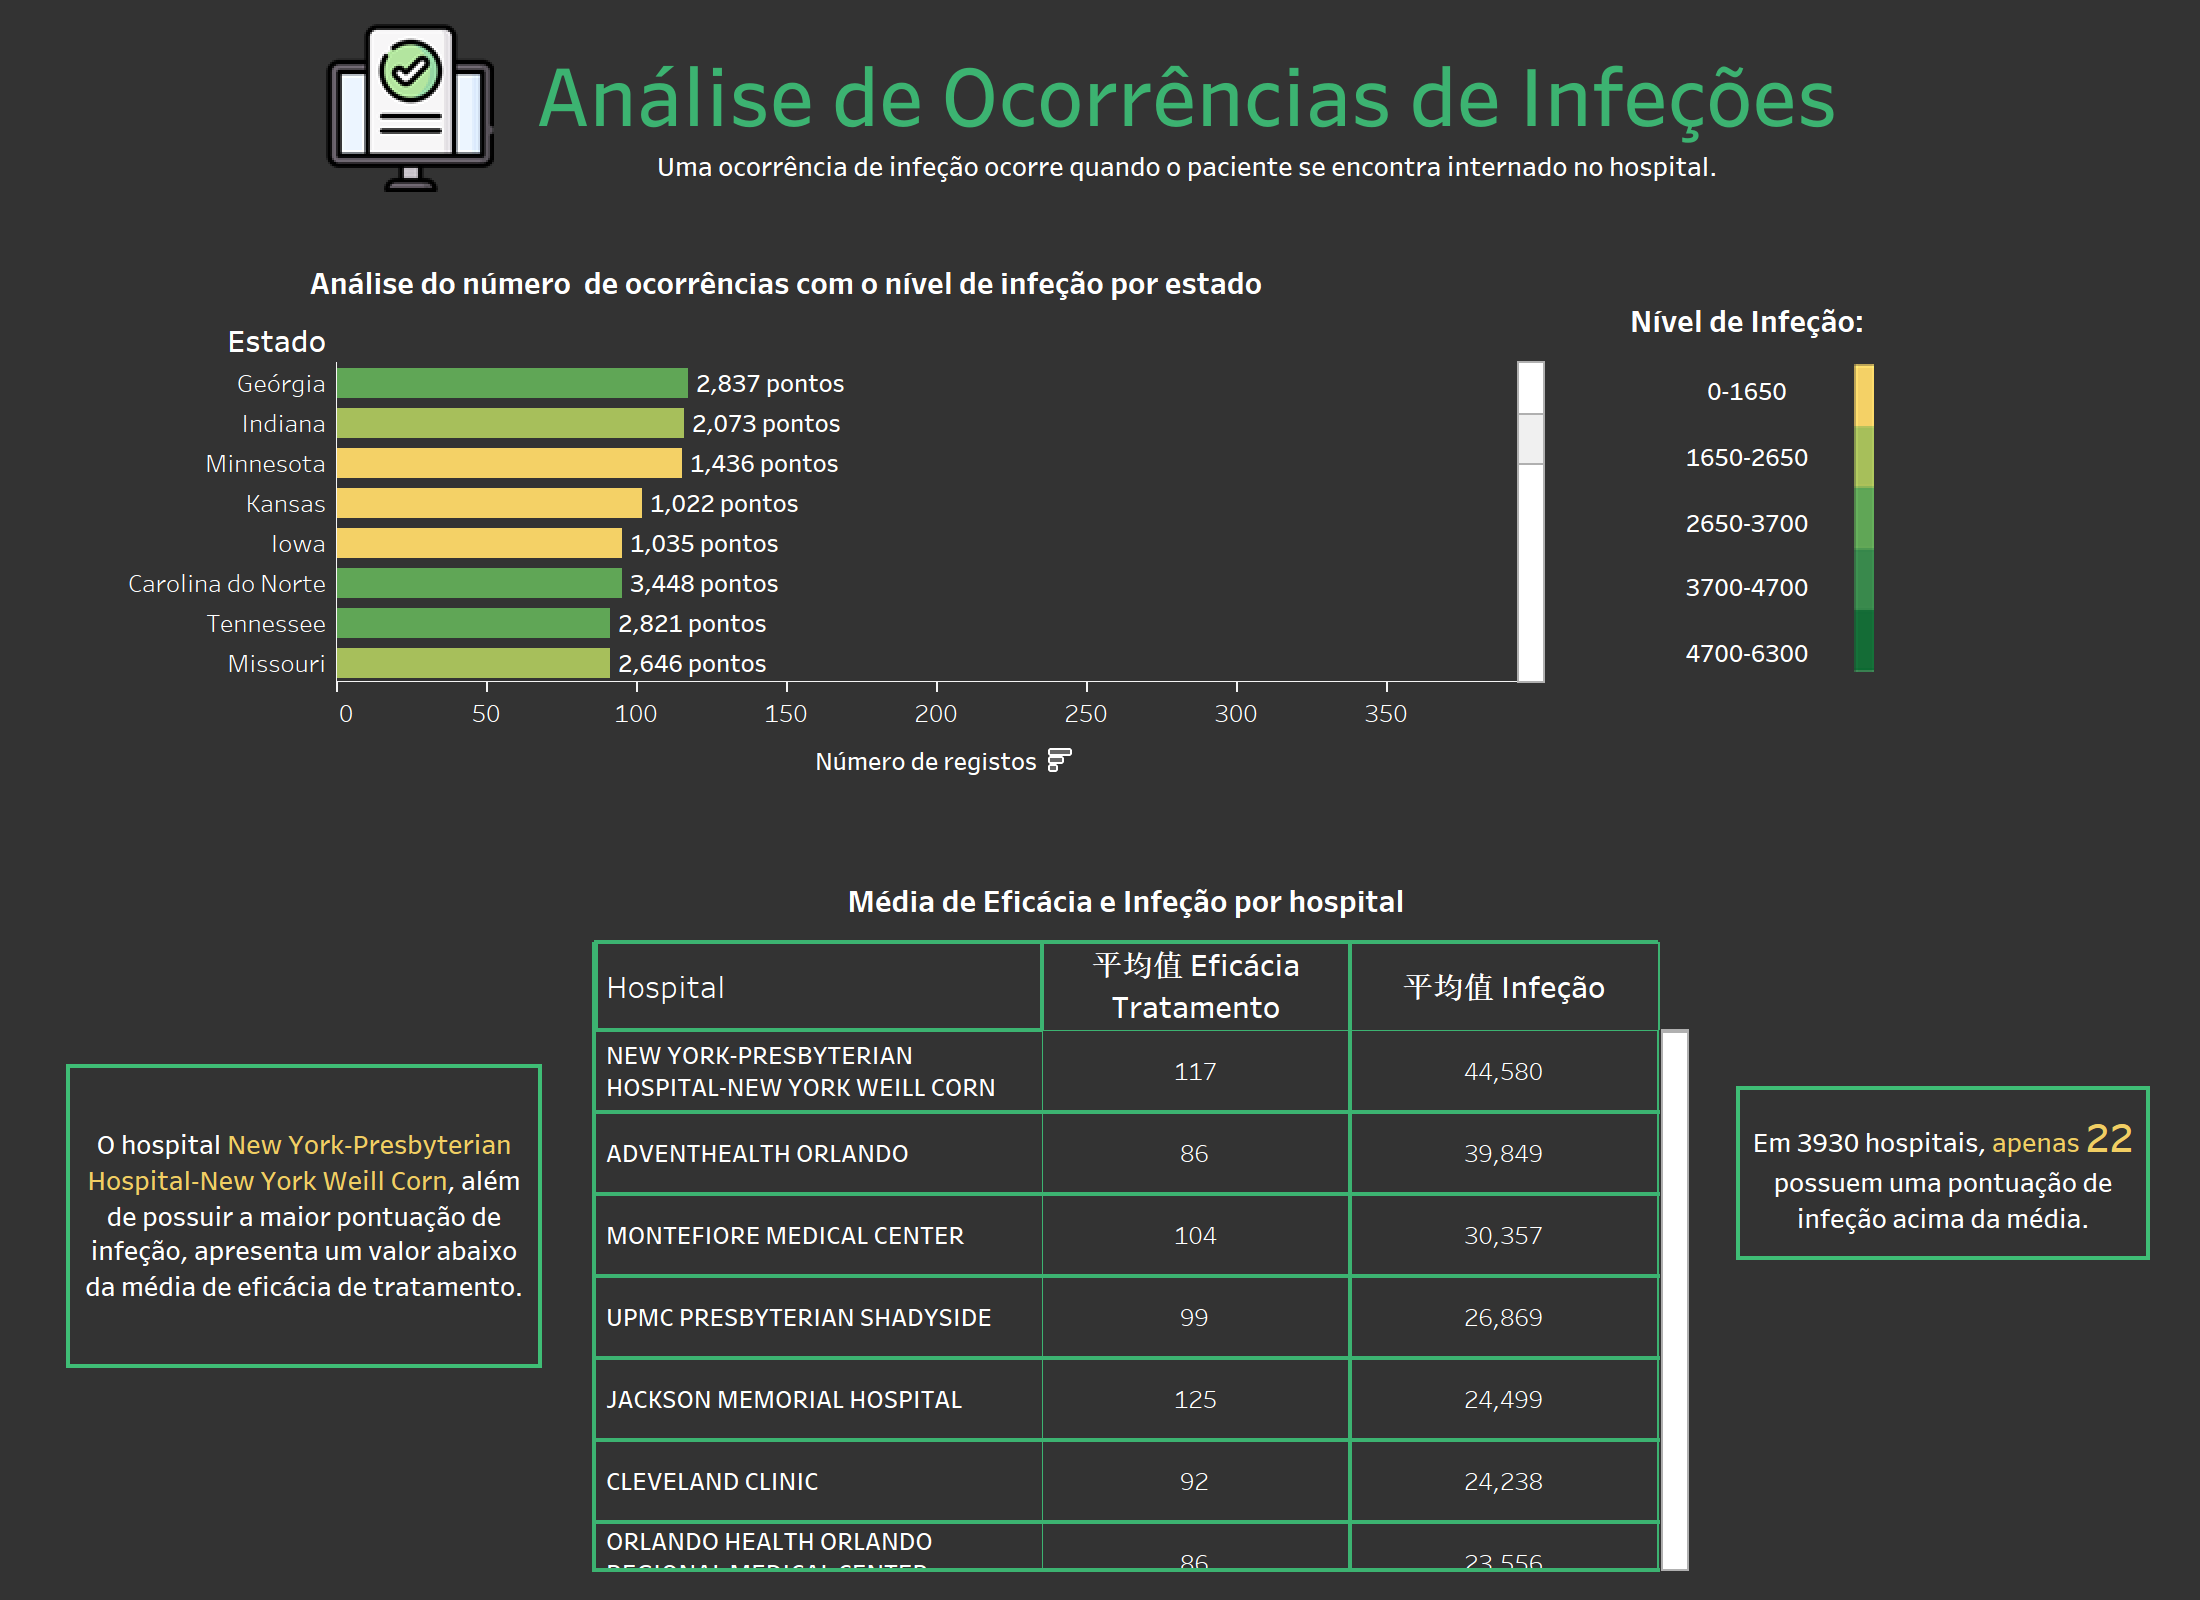 Análise de Ocorrências de Infeções
Uma ocorrência de infeção ocorre quando o paciente se encontra internado no hospital.
Análise do número  de ocorrências com o nível de infeção por estado
Estado
Geórgia 2,837 pontos
Indiana 2,073 pontos
Minnesota 1,436 pontos
Kansas 1,022 pontos
Iowa 1,035 pontos
Carolina do Norte 3,448 pontos
Tennessee 2,821 pontos
Missouri 2,646 pontos
0 50 100 150 200 250 300 350
Número de registos
Nível de Infeção:
0-1650
1650-2650
2650-3700
3700-4700
4700-6300
Média de Eficácia e Infeção por hospital
Hospital
平均值 Eficácia
Tratamento
平均值 Infeção
NEW YORK-PRESBYTERIAN
HOSPITAL-NEW YORK WEILL CORN
117 44,580
ADVENTHEALTH ORLANDO 86 39,849
MONTEFIORE MEDICAL CENTER 104 30,357
UPMC PRESBYTERIAN SHADYSIDE 99 26,869
JACKSON MEMORIAL HOSPITAL 125 24,499
CLEVELAND CLINIC 92 24,238
ORLANDO HEALTH ORLANDO
REGIONAL MEDICAL CENTER
86 23,556
O hospital New York-Presbyterian
Hospital-New York Weill Corn, além
de possuir a maior pontuação de
infeção, apresenta um valor abaixo
da média de eficácia de tratamento.
Em 3930 hospitais, apenas 22
possuem uma pontuação de
infeção acima da média.